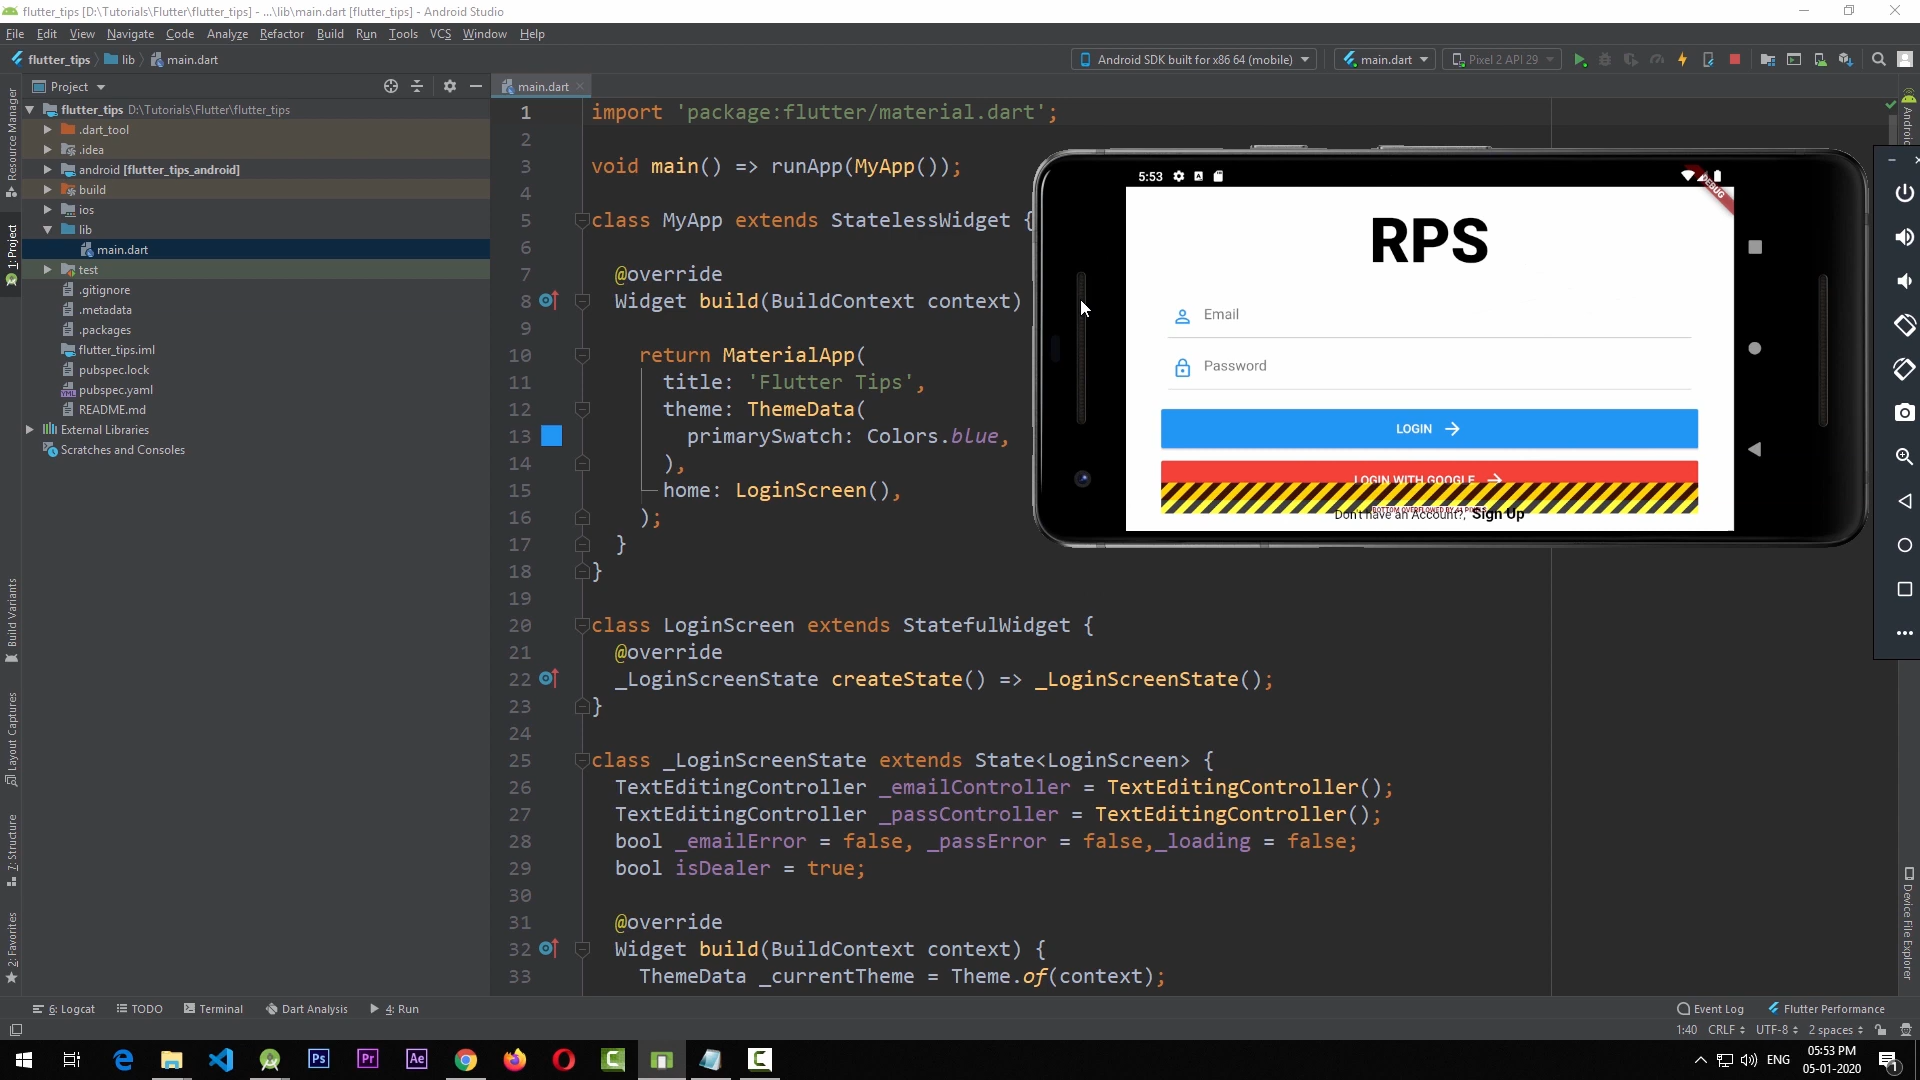 flutter_tips [D:\Tutorials\Flutter\flutter_tips] - ...\lib\main.dart [flutter_tips] - Android Studio
File Edit View Navigate Code Analyze Refactor Build Run Tools VCS Window Help
flutter_tips lib main.dart
Android SDK built for x86 64 (mobile) main.dart Pixel 2 API 29
Project
main.dart
Resource Manager
1: Project
Build Variants
Layout Captures
7: Structure
2: Favorites
flutter_tips D:\Tutorials\Flutter\flutter_tips
.dart_tool
.idea
android [flutter_tips_android]
build
ios
lib
main.dart
test
.gitignore
.metadata
.packages
flutter_tips.iml
pubspec.lock
pubspec.yaml
README.md
External Libraries
Scratches and Consoles
1 import 'package:flutter/material.dart';
2
3 void main() => runApp(MyApp());
4
5 class MyApp extends StatelessWidget {
6
7 @override
8 Widget build(BuildContext context)
9
10 return MaterialApp(
11 title: 'Flutter Tips',
12 theme: ThemeData(
13 primarySwatch: Colors.blue,
14 ),
15 home: LoginScreen(),
16 );
17 }
18 }
19
20 class LoginScreen extends StatefulWidget {
21 @override
22 _LoginScreenState createState() => _LoginScreenState();
23 }
24
25 class _LoginScreenState extends State<LoginScreen> {
26 TextEditingController _emailController = TextEditingController();
27 TextEditingController _passController = TextEditingController();
28 bool _emailError = false, _passError = false,_loading = false;
29 bool isDealer = true;
30
31 @override
32 Widget build(BuildContext context) {
33 ThemeData _currentTheme = Theme.of(context);
5:53
DEBUG
RPS
Email
Password
LOGIN
LOGIN WITH GOOGLE
Don't have an Account?, Sign Up
Device File Explorer
6: Logcat TODO Terminal Dart Analysis 4: Run
Event Log Flutter Performance
1:40 CRLF UTF-8 2 spaces
Ps Pr Ae
ENG
05:53 PM
05-01-2020
1